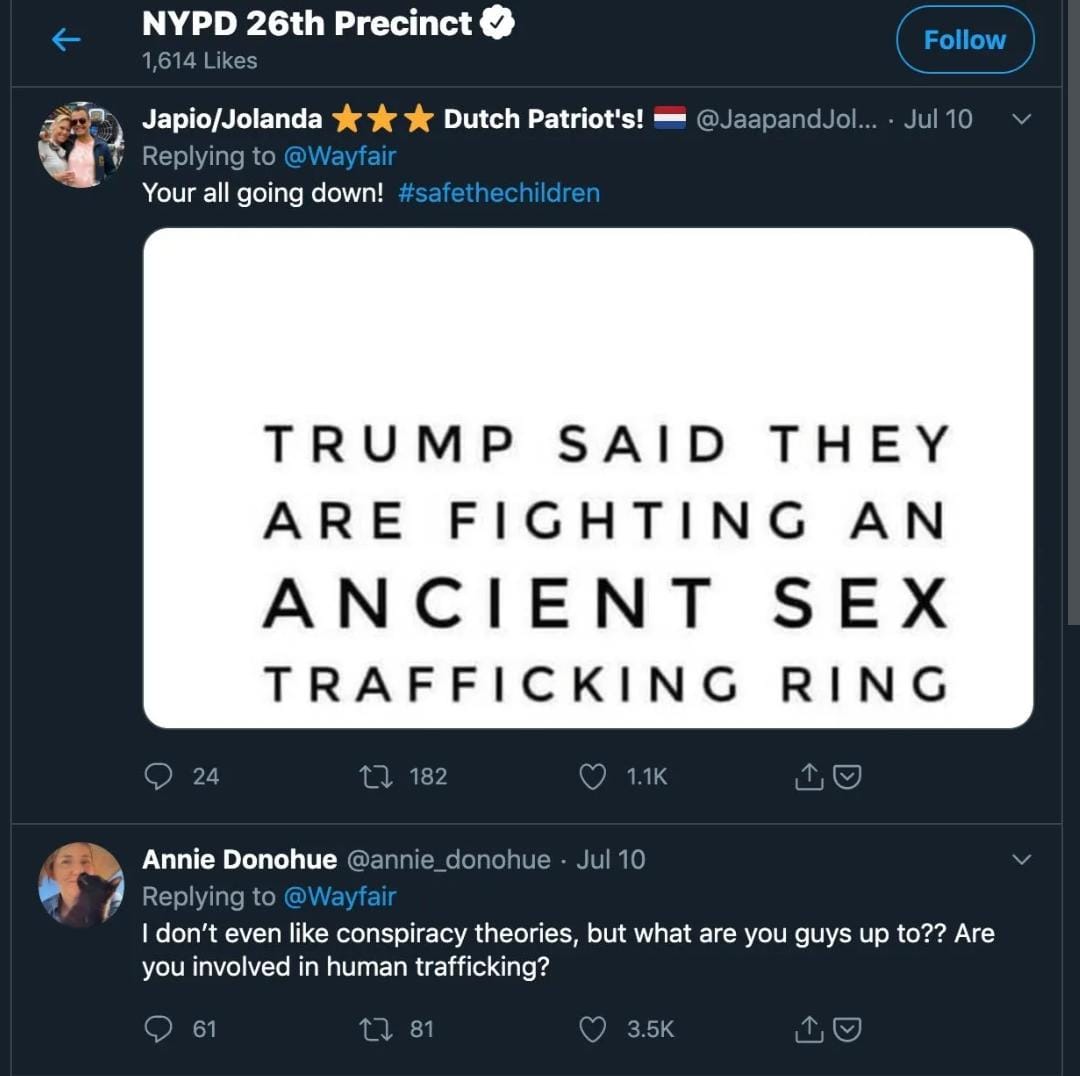 NYPD 26th Precinct
1,614 Likes
Follow
Japio/Jolanda ⭐⭐⭐ Dutch Patriot's! 🇳🇱 @JaapandJol... · Jul 10
Replying to @Wayfair
Your all going down! #safethechildren
TRUMP SAID THEY
ARE FIGHTING AN
ANCIENT SEX
TRAFFICKING RING
24 182 1.1K
Annie Donohue @annie_donohue · Jul 10
Replying to @Wayfair
I don’t even like conspiracy theories, but what are you guys up to?? Are
you involved in human trafficking?
61 81 3.5K